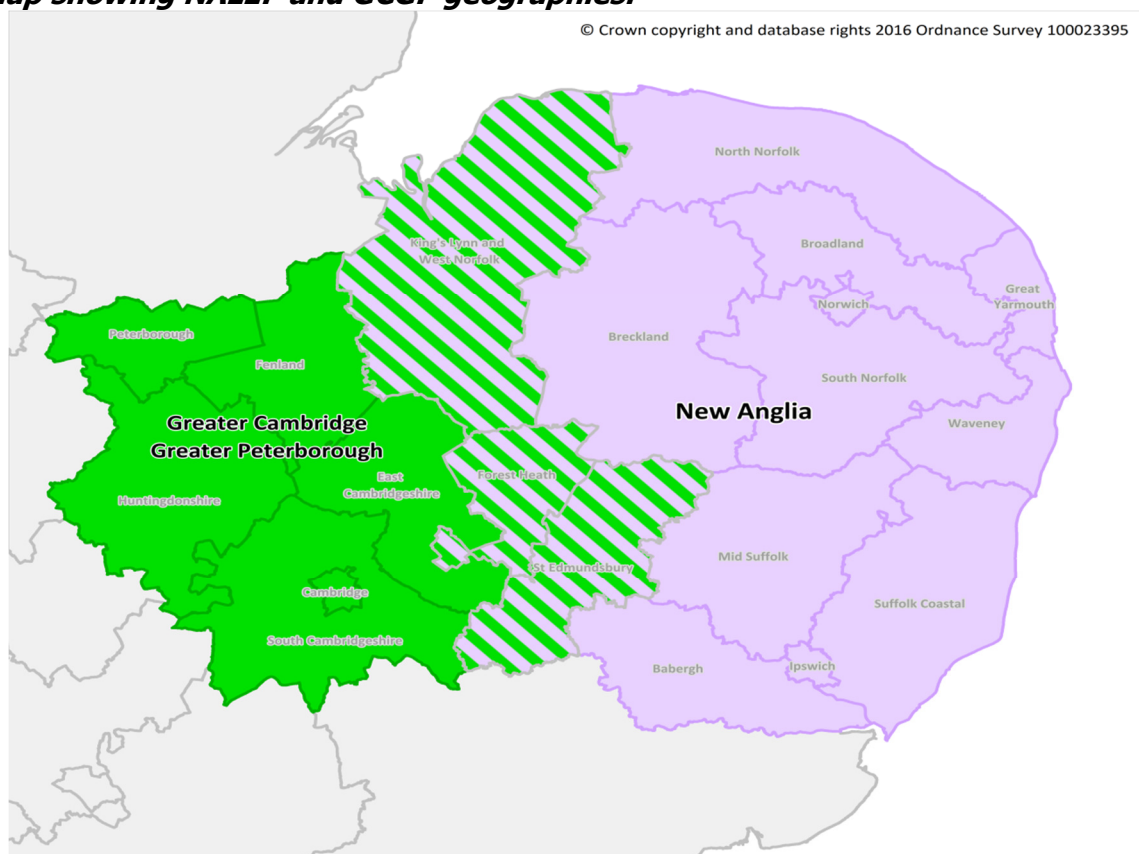 map showing NALEP and GCGP geographies.
© Crown copyright and database rights 2016 Ordnance Survey 100023395
North Norfolk
King's Lynn and
West Norfolk
Broadland
Great
Yarmouth
Norwich
Peterborough
Breckland
Fenland
South Norfolk
New Anglia
Greater Cambridge
Greater Peterborough
Waveney
Forest Heath
East
Cambridgeshire
Huntingdonshire
Mid Suffolk
St Edmundsbury
Cambridge
Suffolk Coastal
South Cambridgeshire
Babergh
Ipswich